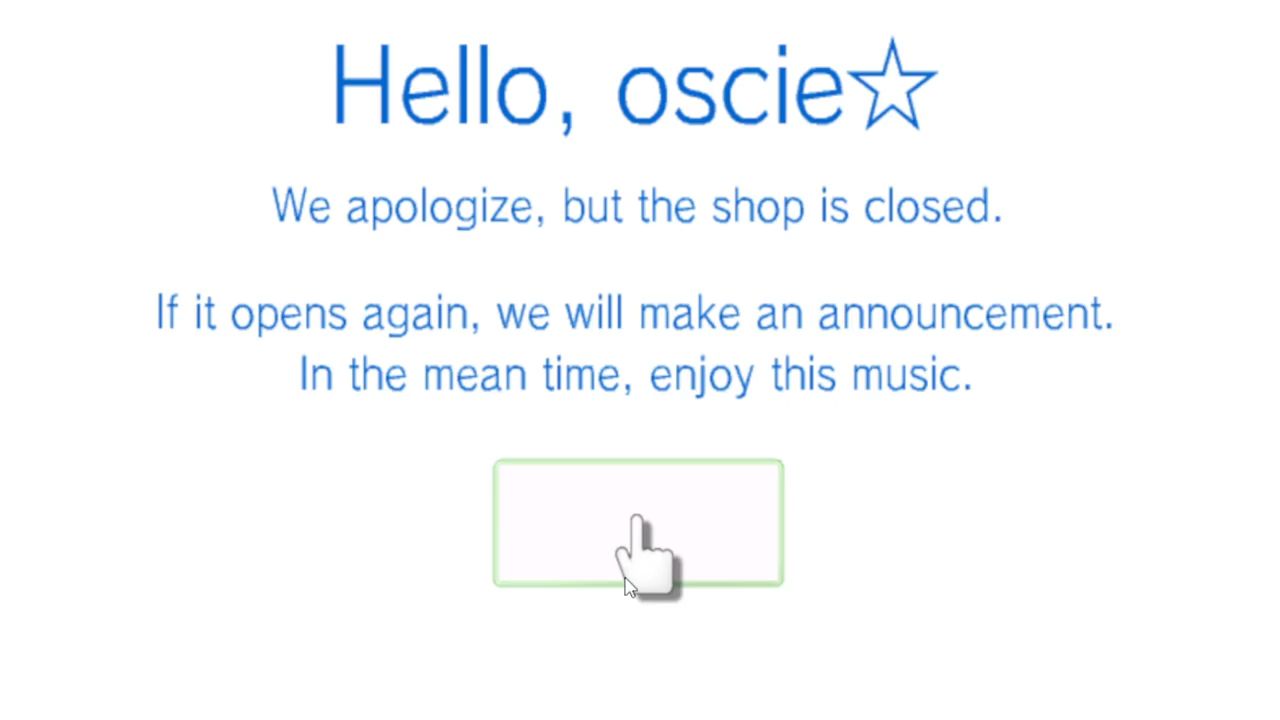 Hello, oscie☆
We apologize, but the shop is closed.
If it opens again, we will make an announcement.
In the mean time, enjoy this music.